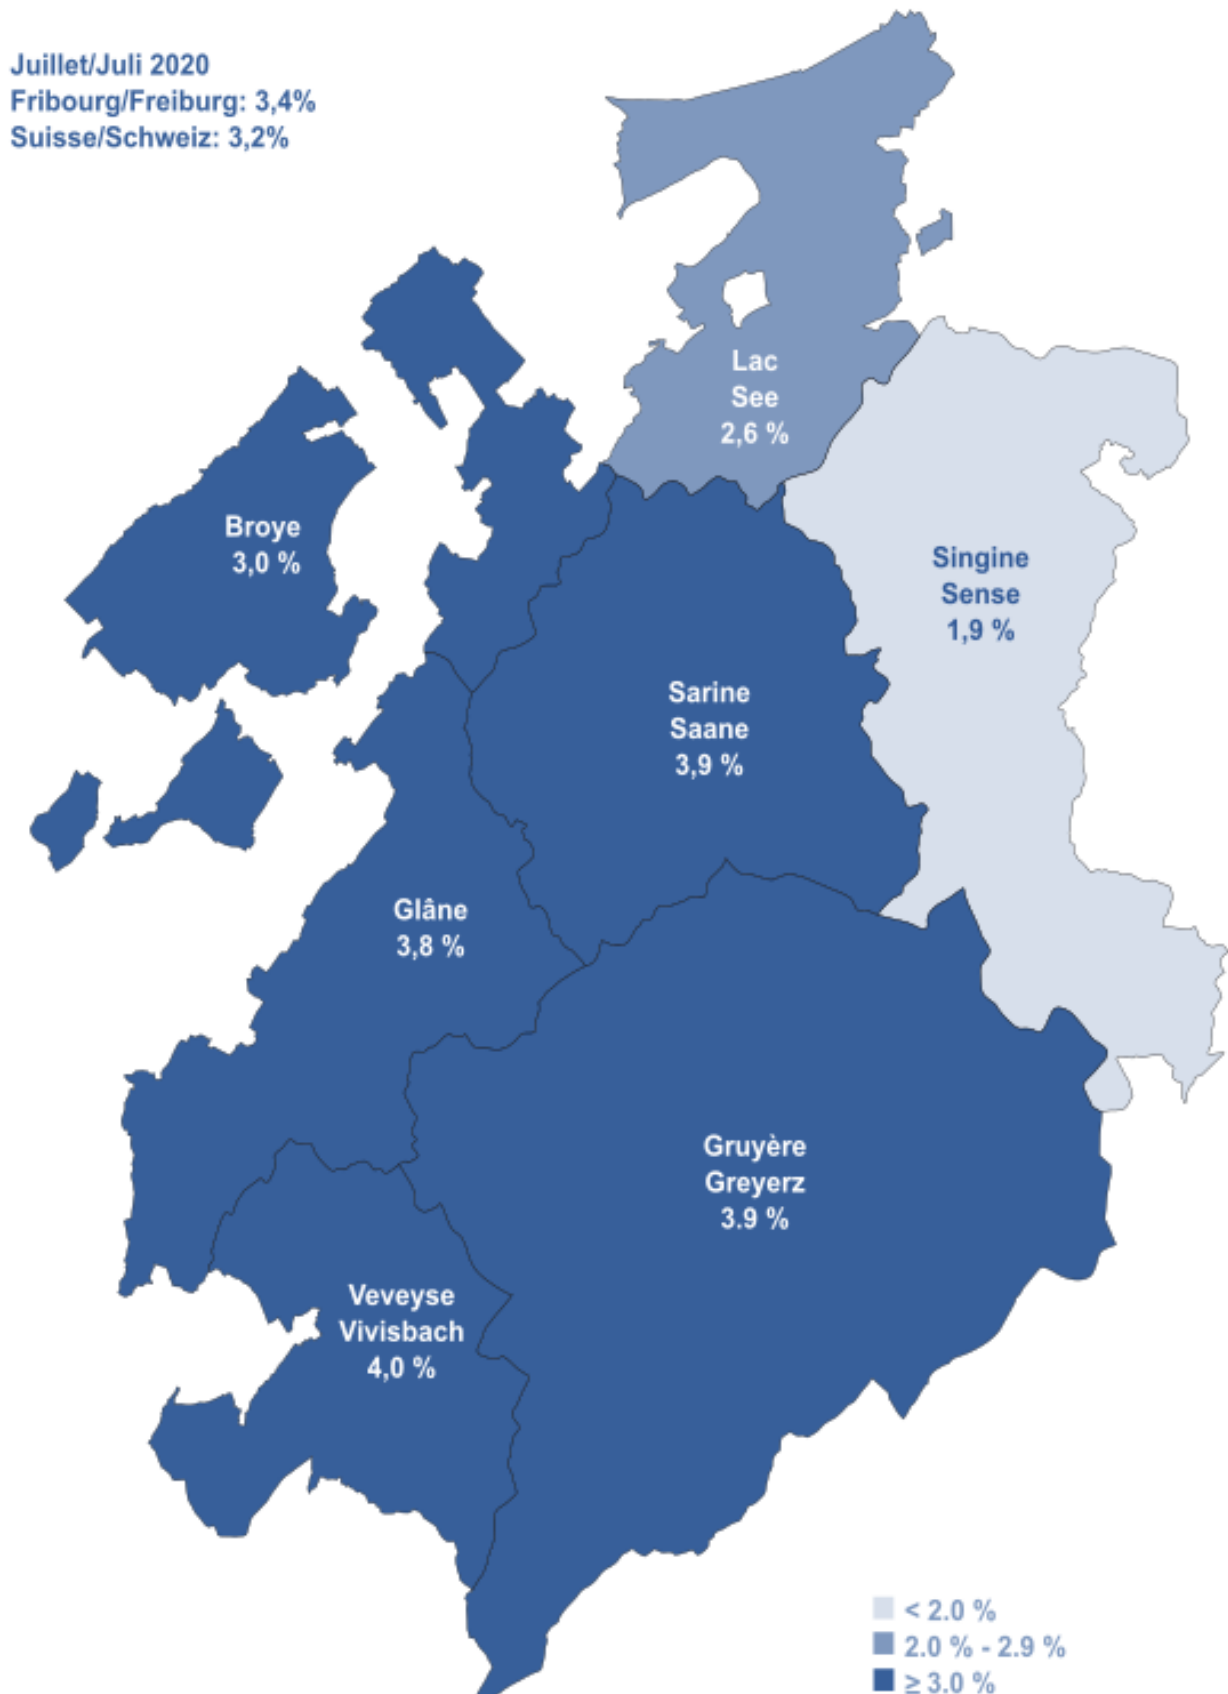 Juillet/Juli 2020
Fribourg/Freiburg: 3,4%
Suisse/Schweiz: 3,2%
Lac
See
2,6 %
Broye
3,0 %
Singine
Sense
1,9 %
Sarine
Saane
3,9 %
Glâne
3,8 %
Gruyère
Greyerz
3.9 %
Veveyse
Vivisbach
4,0 %
< 2.0 %
2.0 % - 2.9 %
≥ 3.0 %